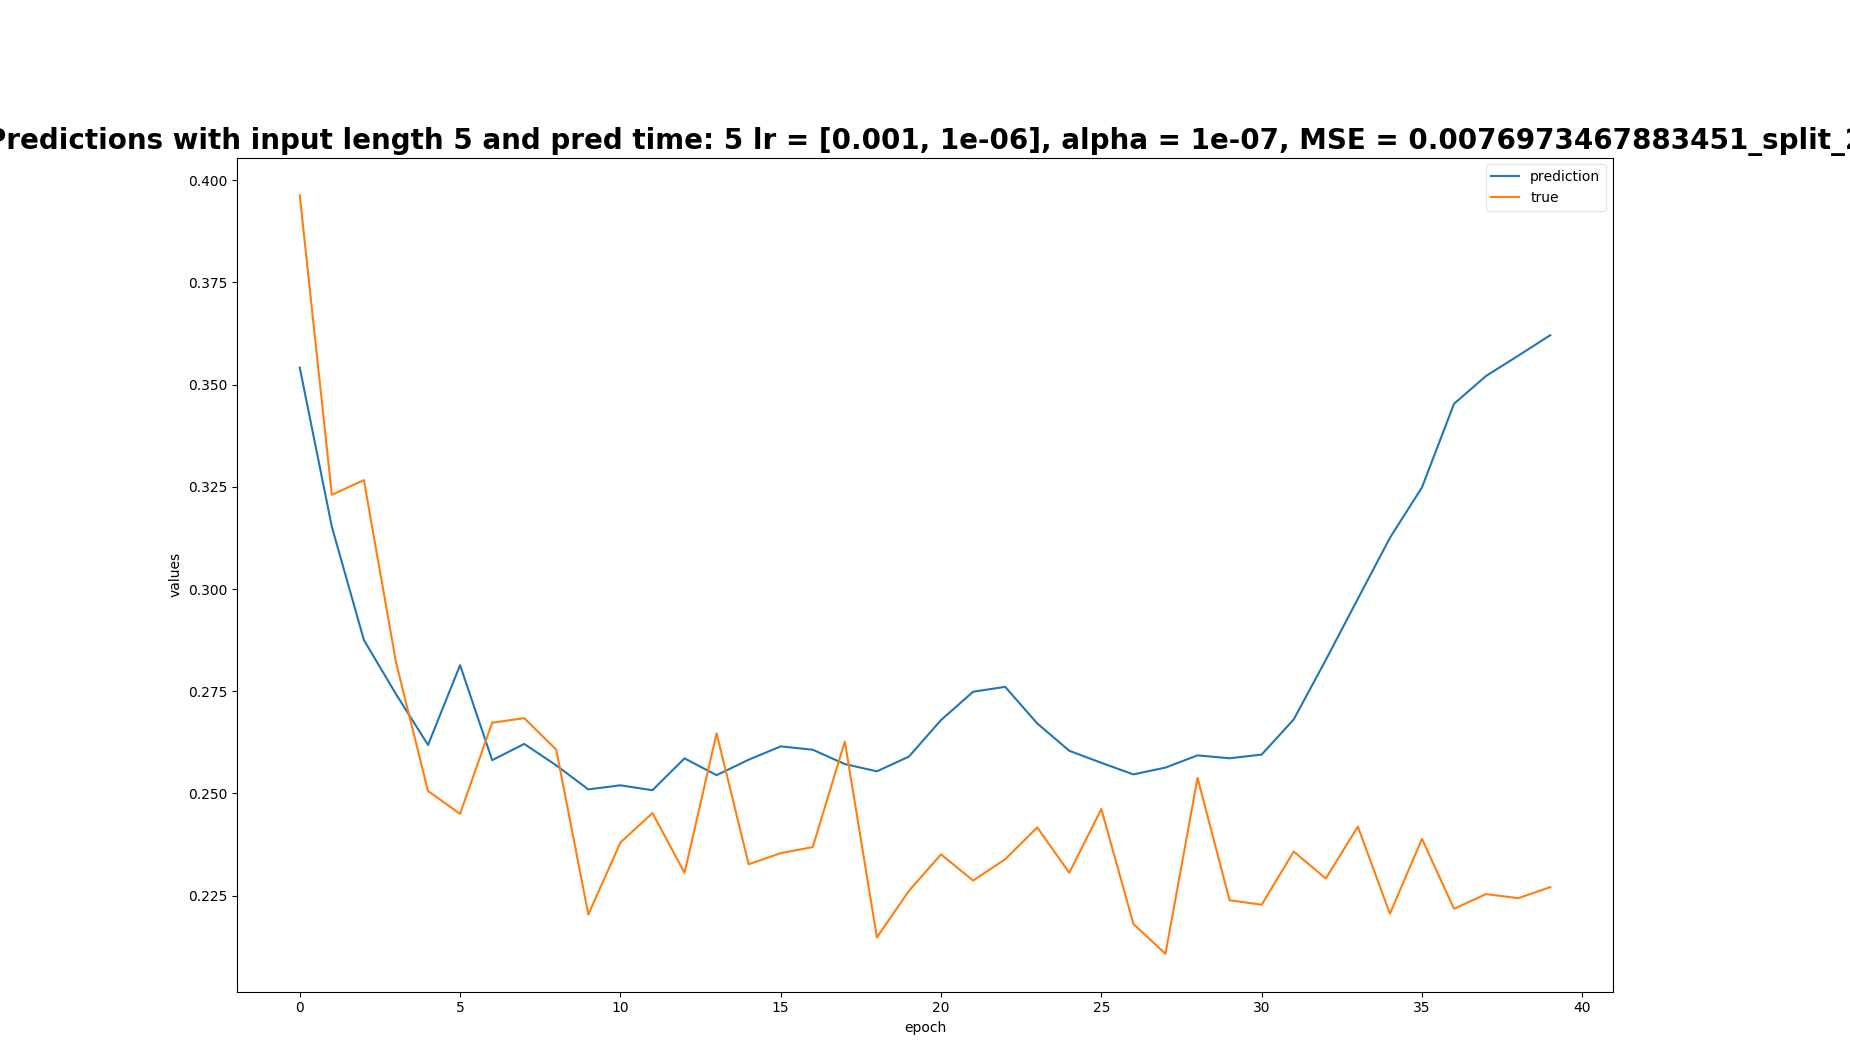 Predictions with input length 5 and pred time: 5 lr = [0.001, 1e-06], alpha = 1e-07, MSE = 0.0076973467883451_split_2
prediction
true
0.400
0.375
0.350
0.325
0.300
0.275
0.250
0.225
values
0 5 10 15 20 25 30 35 40
epoch